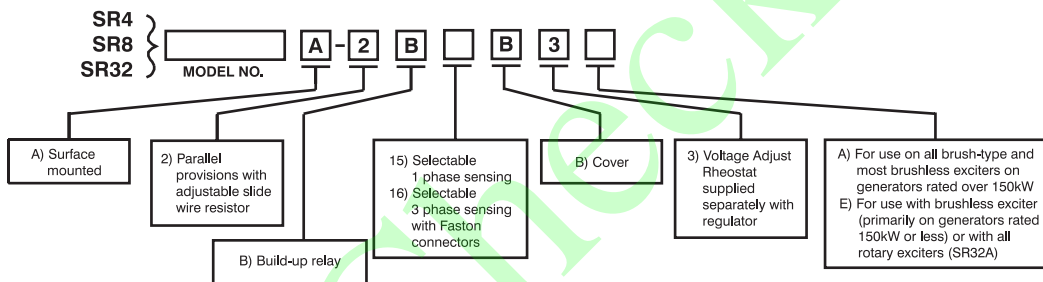 SR4
SR8
SR32
MODEL NO.
A - 2 B B 3
A) Surface
mounted
2) Parallel
provisions with
adjustable slide
wire resistor
B) Build-up relay
15) Selectable
1 phase sensing
16) Selectable
3 phase sensing
with Faston
connectors
B) Cover
3) Voltage Adjust
Rheostat
supplied
separately with
regulator
A) For use on all brush-type and
most brushless exciters on
generators rated over 150kW
E) For use with brushless exciter
(primarily on generators rated
150kW or less) or with all
rotary exciters (SR32A)